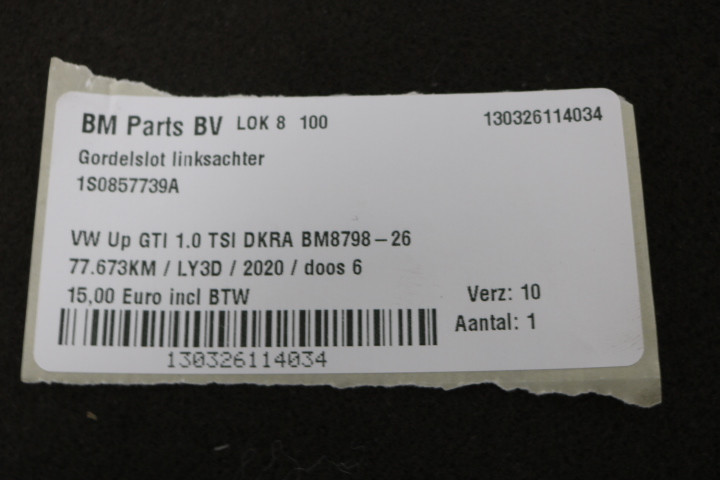 BM Parts BV LOK 8 100 130326114034
Gordelslot linksachter
1S0857739A
VW Up GTI 1.0 TSI DKRA BM8798-26
77.673KM / LY3D / 2020 / doos 6
15,00 Euro incl BTW Verz: 10
Aantal: 1
130326114034